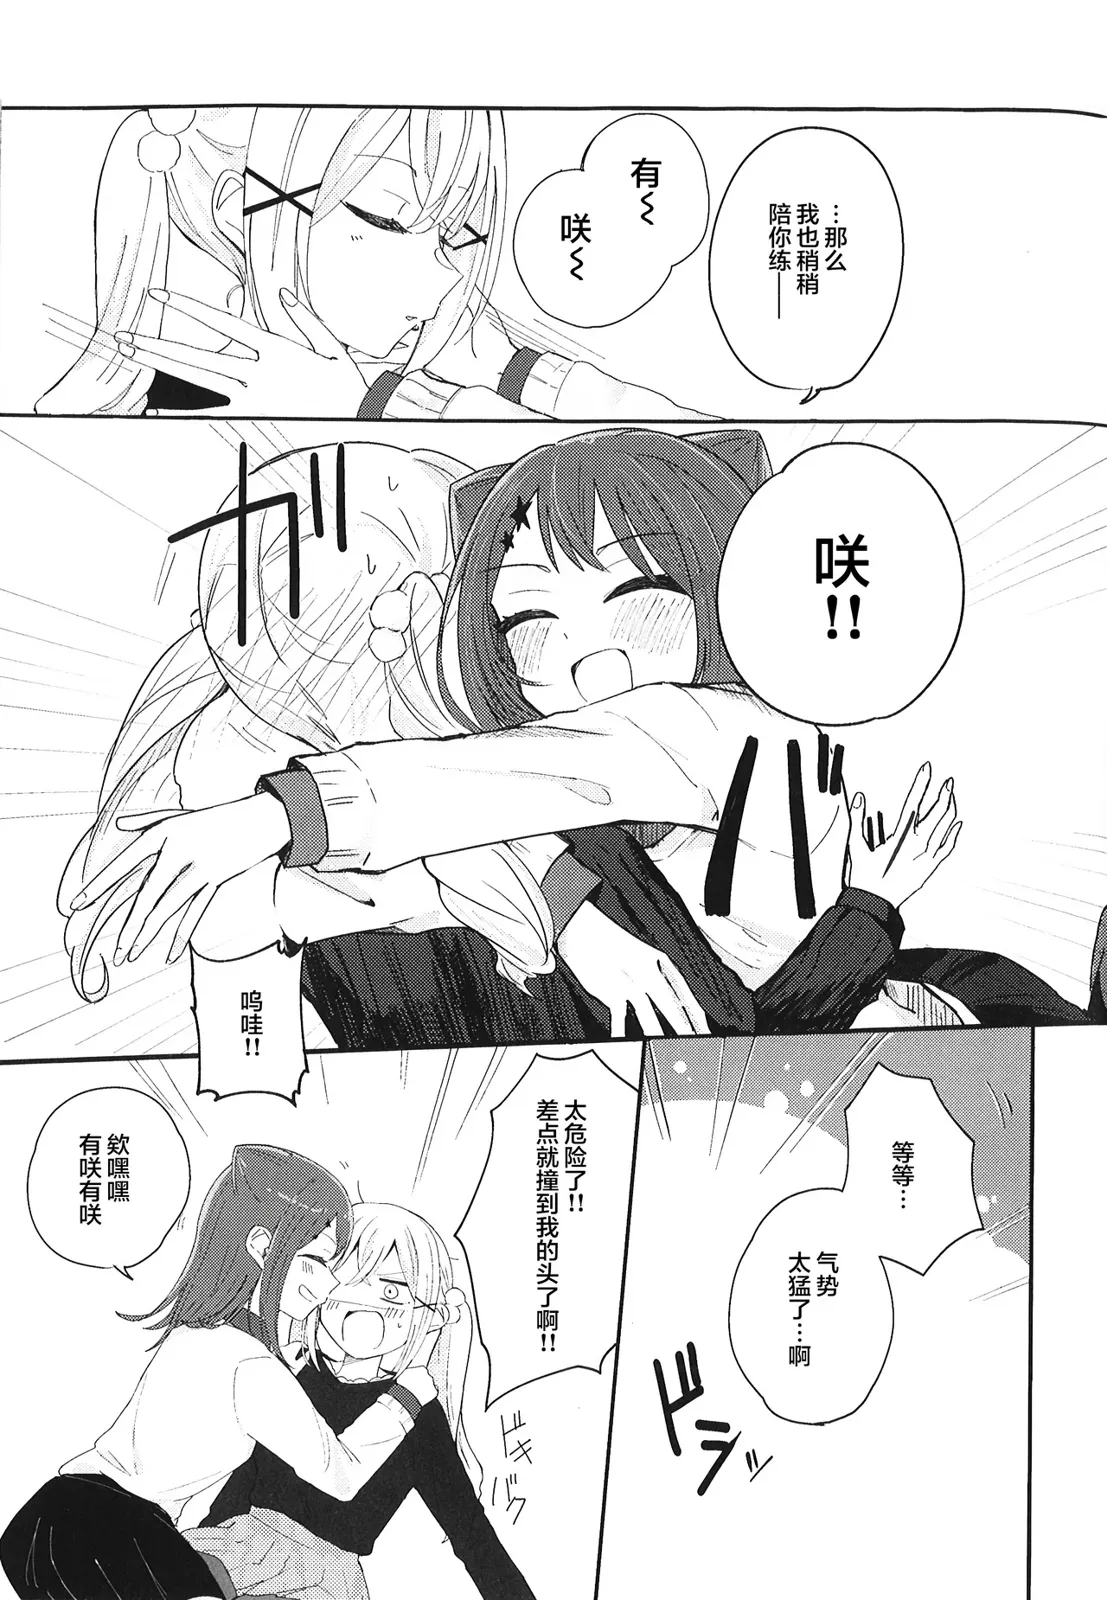 …那么
我也稍稍
陪你练——
有～
咲～
咲!!
ガバッ
呜哇!!
等等…
气势
太猛了…啊
ドシッ
太危险了!!
差点就撞到我的头了啊!!
ドキ
バク
欸嘿嘿
有咲有咲